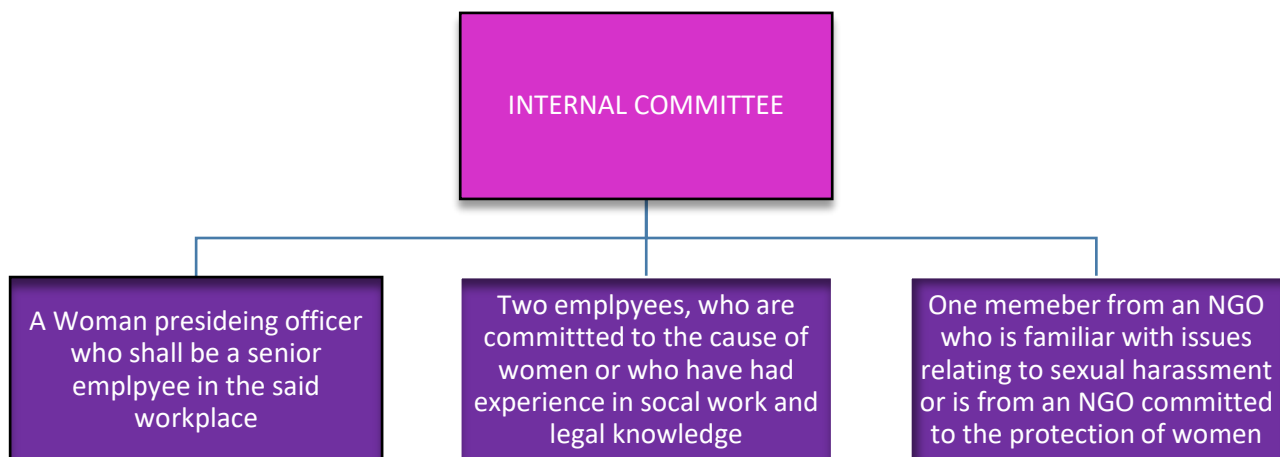 INTERNAL COMMITTEE
A Woman presideing officer
who shall be a senior
emplpyee in the said
workplace
Two emplpyees, who are
committted to the cause of
women or who have had
experience in socal work and
legal knowledge
One memeber from an NGO
who is familiar with issues
relating to sexual harassment
or is from an NGO committed
to the protection of women